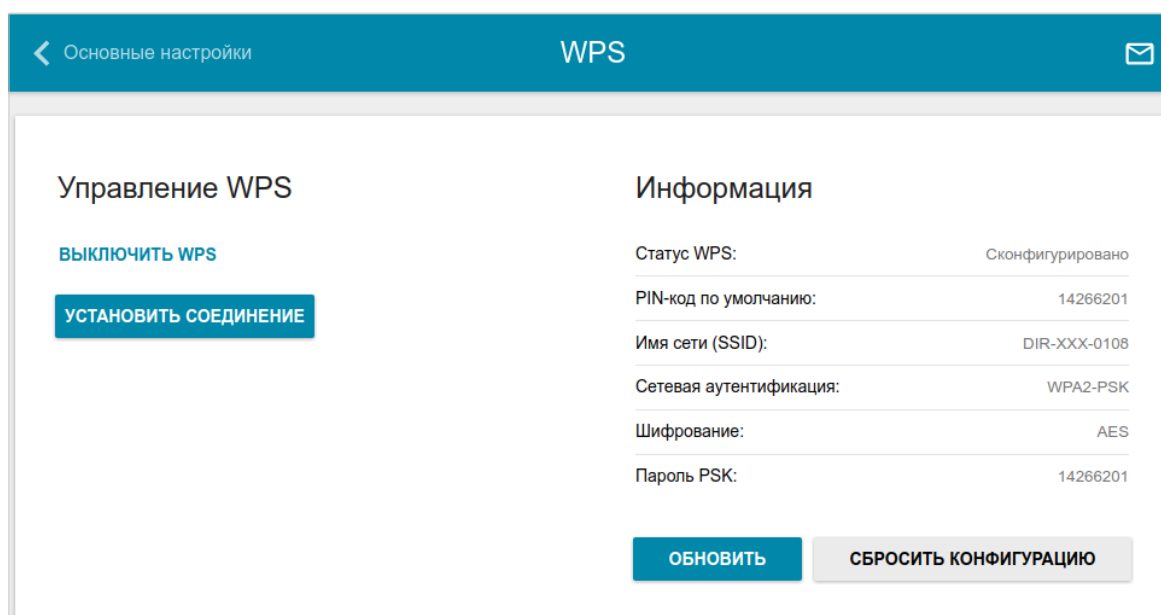 Основные настройки
WPS
Управление WPS
ВЫКЛЮЧИТЬ WPS
УСТАНОВИТЬ СОЕДИНЕНИЕ
Информация
Статус WPS: Сконфигурировано
PIN-код по умолчанию: 14266201
Имя сети (SSID): DIR-XXX-0108
Сетевая аутентификация: WPA2-PSK
Шифрование: AES
Пароль PSK: 14266201
ОБНОВИТЬ
СБРОСИТЬ КОНФИГУРАЦИЮ